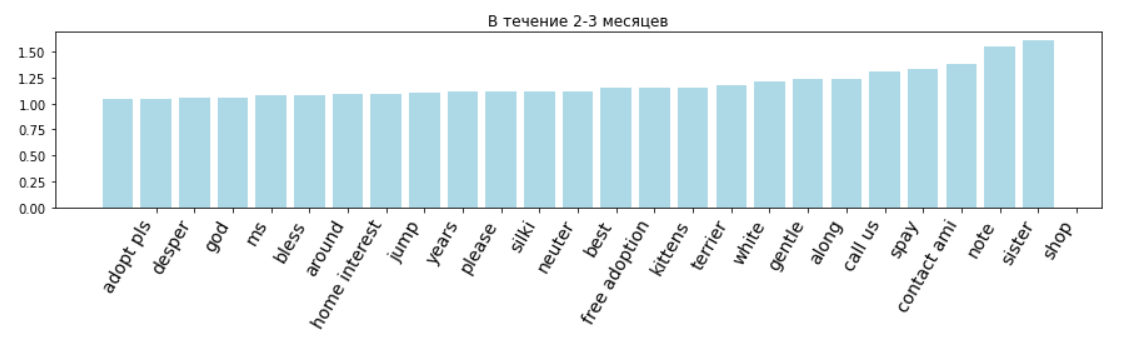 В течение 2-3 месяцев
1.50
1.25
1.00
0.75
0.50
0.25
0.00
adopt pls
desper
god
ms
bless
around
home interest
jump
years
please
silki
neuter
best
free adoption
kittens
terrier
white
gentle
along
call us
spay
contact ami
note
sister
shop